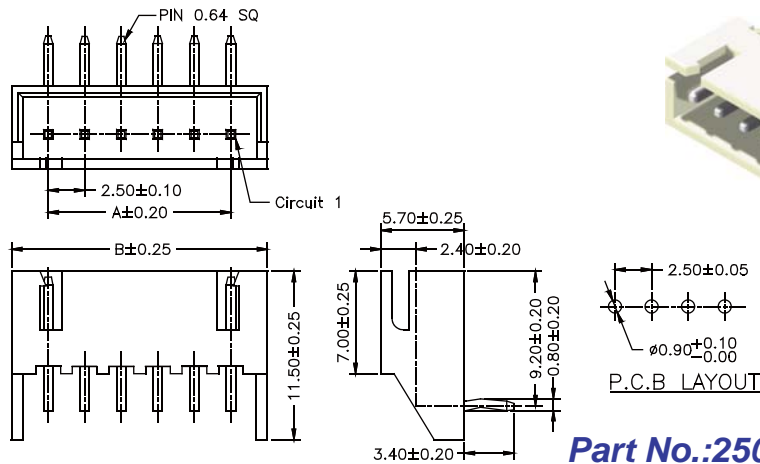 PIN 0.64 SQ
2.50±0.10
A±0.20
Circuit 1
B±0.25
11.50±0.25
5.70±0.25
2.40±0.20
7.00±0.25
9.20±0.20
0.80±0.20
3.40±0.20
2.50±0.05
ø0.90+0.10
-0.00
P.C.B LAYOUT
Part No.:250